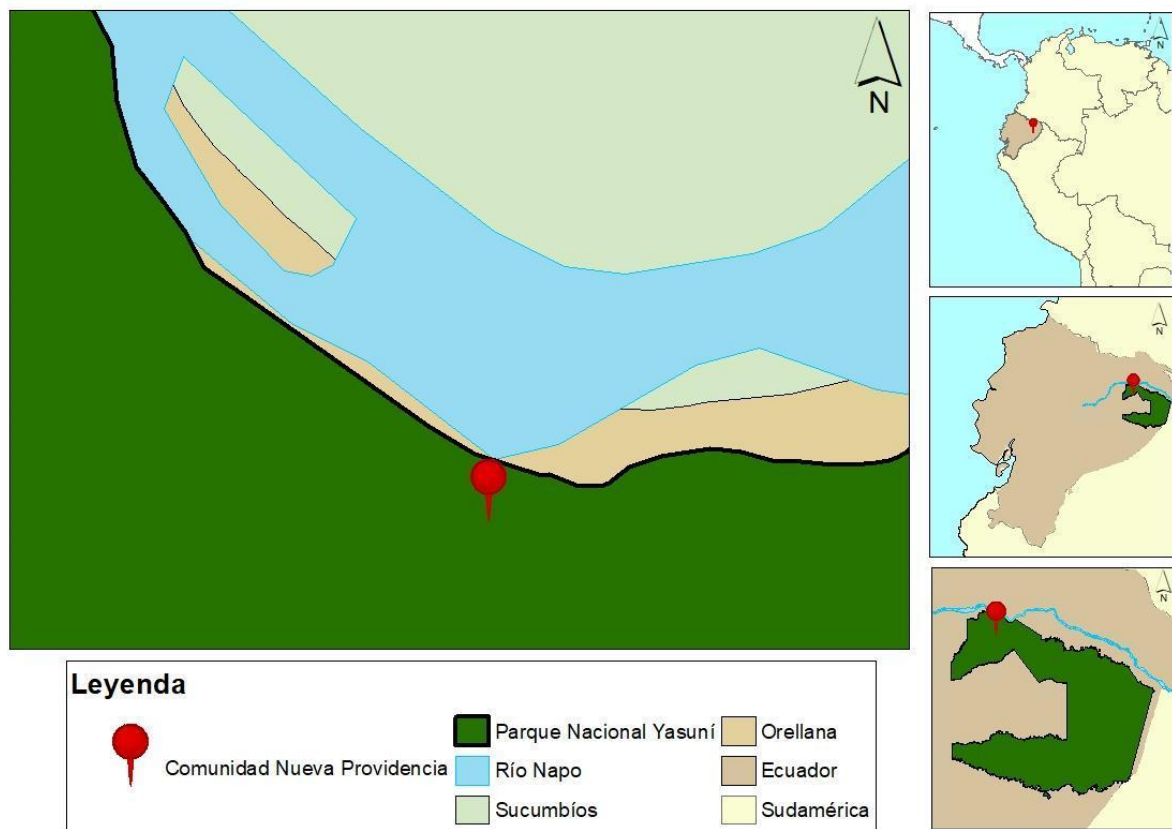 N
N
N
N
Leyenda
Comunidad Nueva Providencia
Parque Nacional Yasuní
Río Napo
Sucumbíos
Orellana
Ecuador
Sudamérica